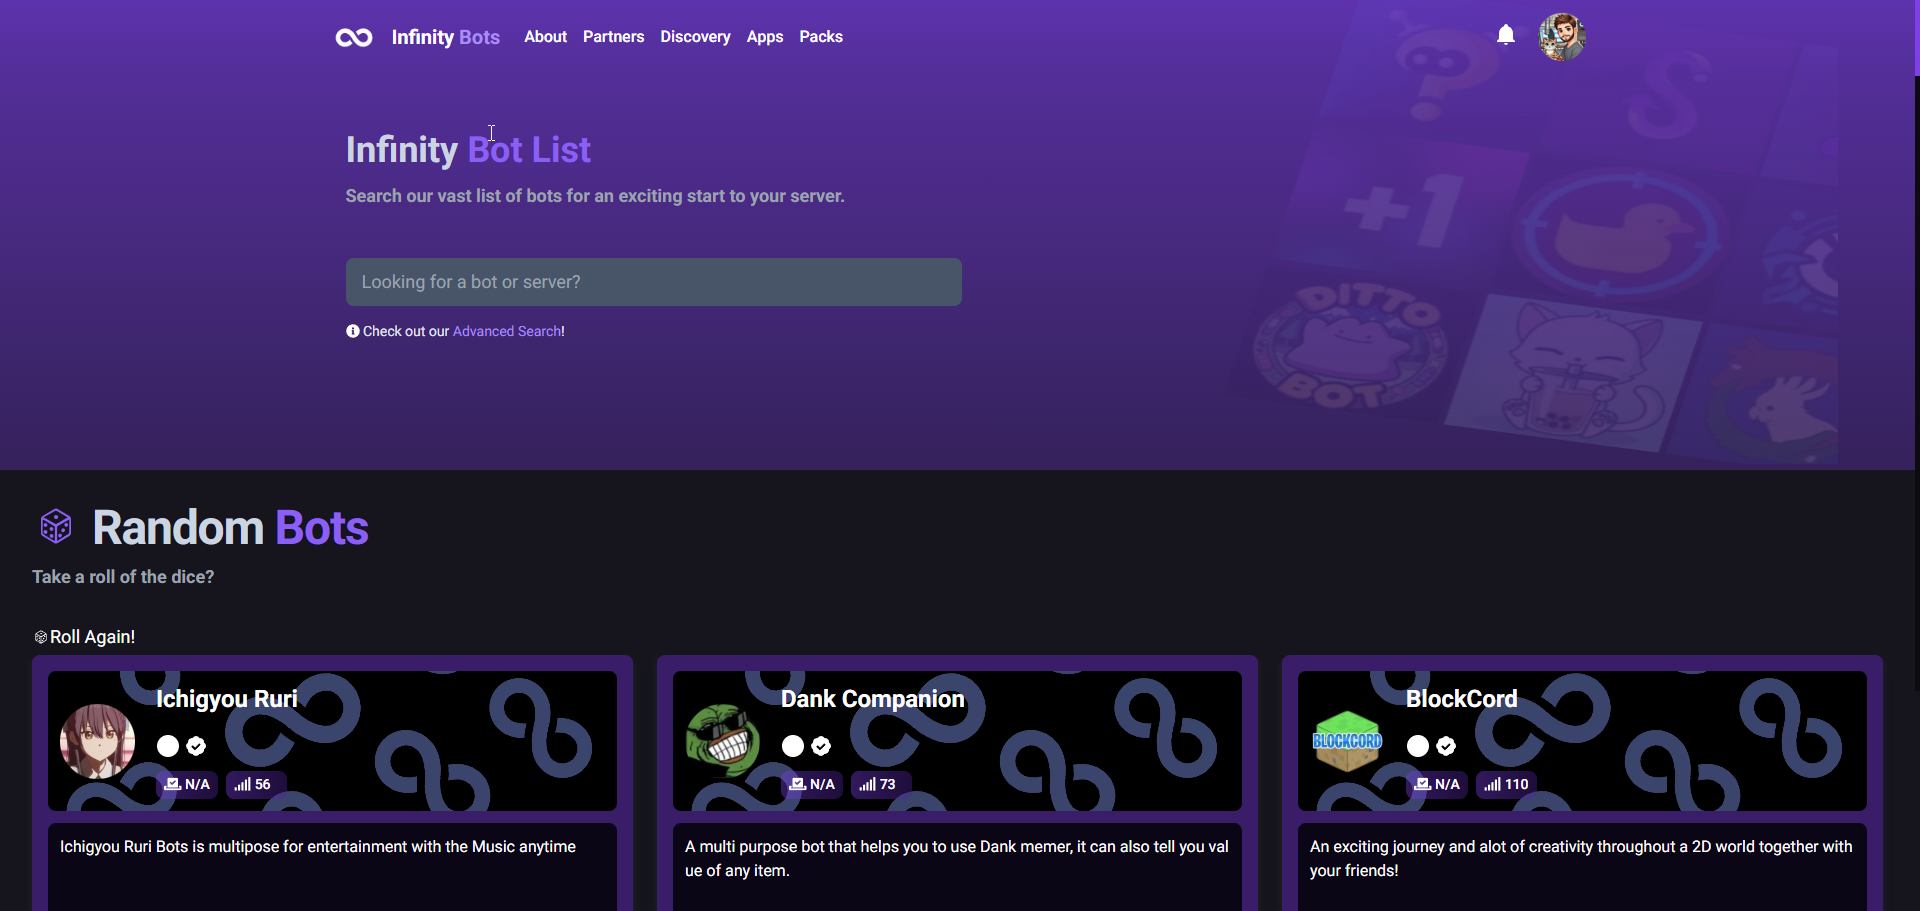 Infinity Bots About Partners Discovery Apps Packs
Infinity Bot List
Search our vast list of bots for an exciting start to your server.
Looking for a bot or server?
Check out our Advanced Search!
+1
DITTO
BOT
Random Bots
Take a roll of the dice?
Roll Again!
Ichigyou Ruri
N/A 56
Ichigyou Ruri Bots is multipose for entertainment with the Music anytime
Dank Companion
N/A 73
A multi purpose bot that helps you to use Dank memer, it can also tell you val
ue of any item.
BlockCord
BLOCKCORD
N/A 110
An exciting journey and alot of creativity throughout a 2D world together with
your friends!